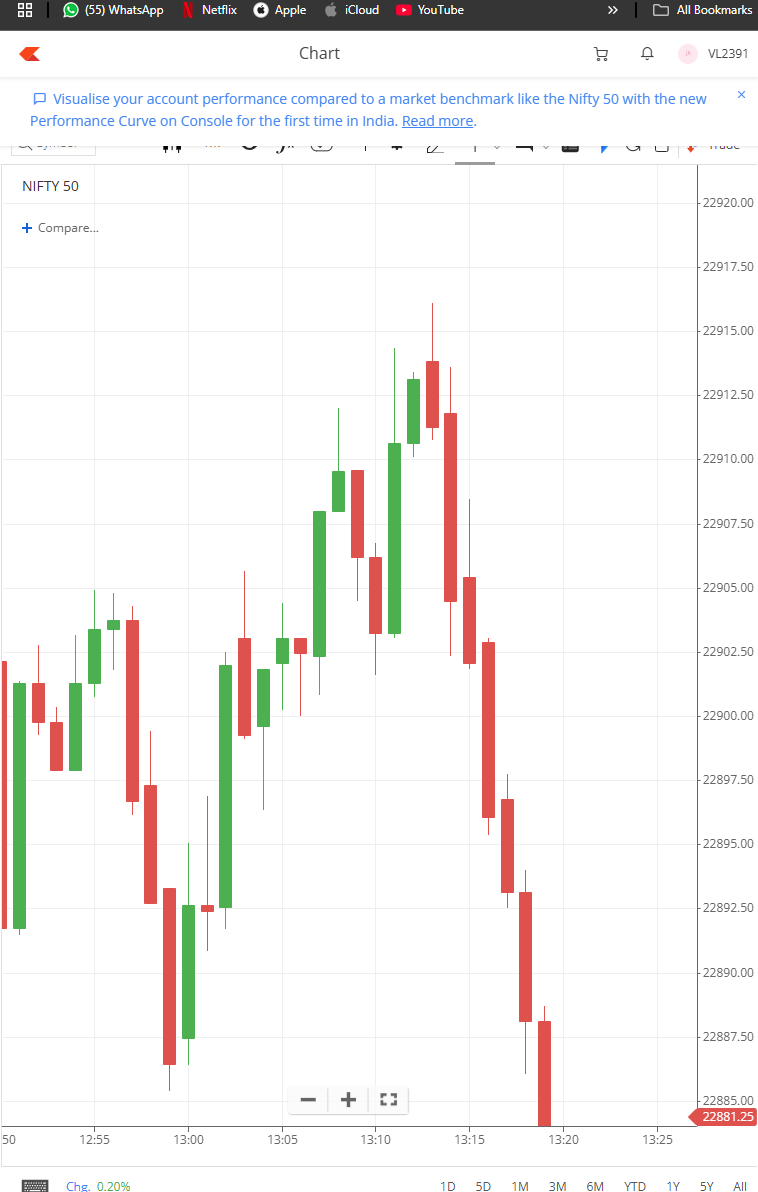 (55) WhatsApp Netflix Apple iCloud YouTube » All Bookmarks
Chart VL2391
Visualise your account performance compared to a market benchmark like the Nifty 50 with the new
Performance Curve on Console for the first time in India. Read more.
NIFTY 50
+ Compare...
22920.00
22917.50
22915.00
22912.50
22910.00
22907.50
22905.00
22902.50
22900.00
22897.50
22895.00
22892.50
22890.00
22887.50
22885.00
22881.25
50 12:55 13:00 13:05 13:10 13:15 13:20 13:25
Chg. 0.20% 1D 5D 1M 3M 6M YTD 1Y 5Y All